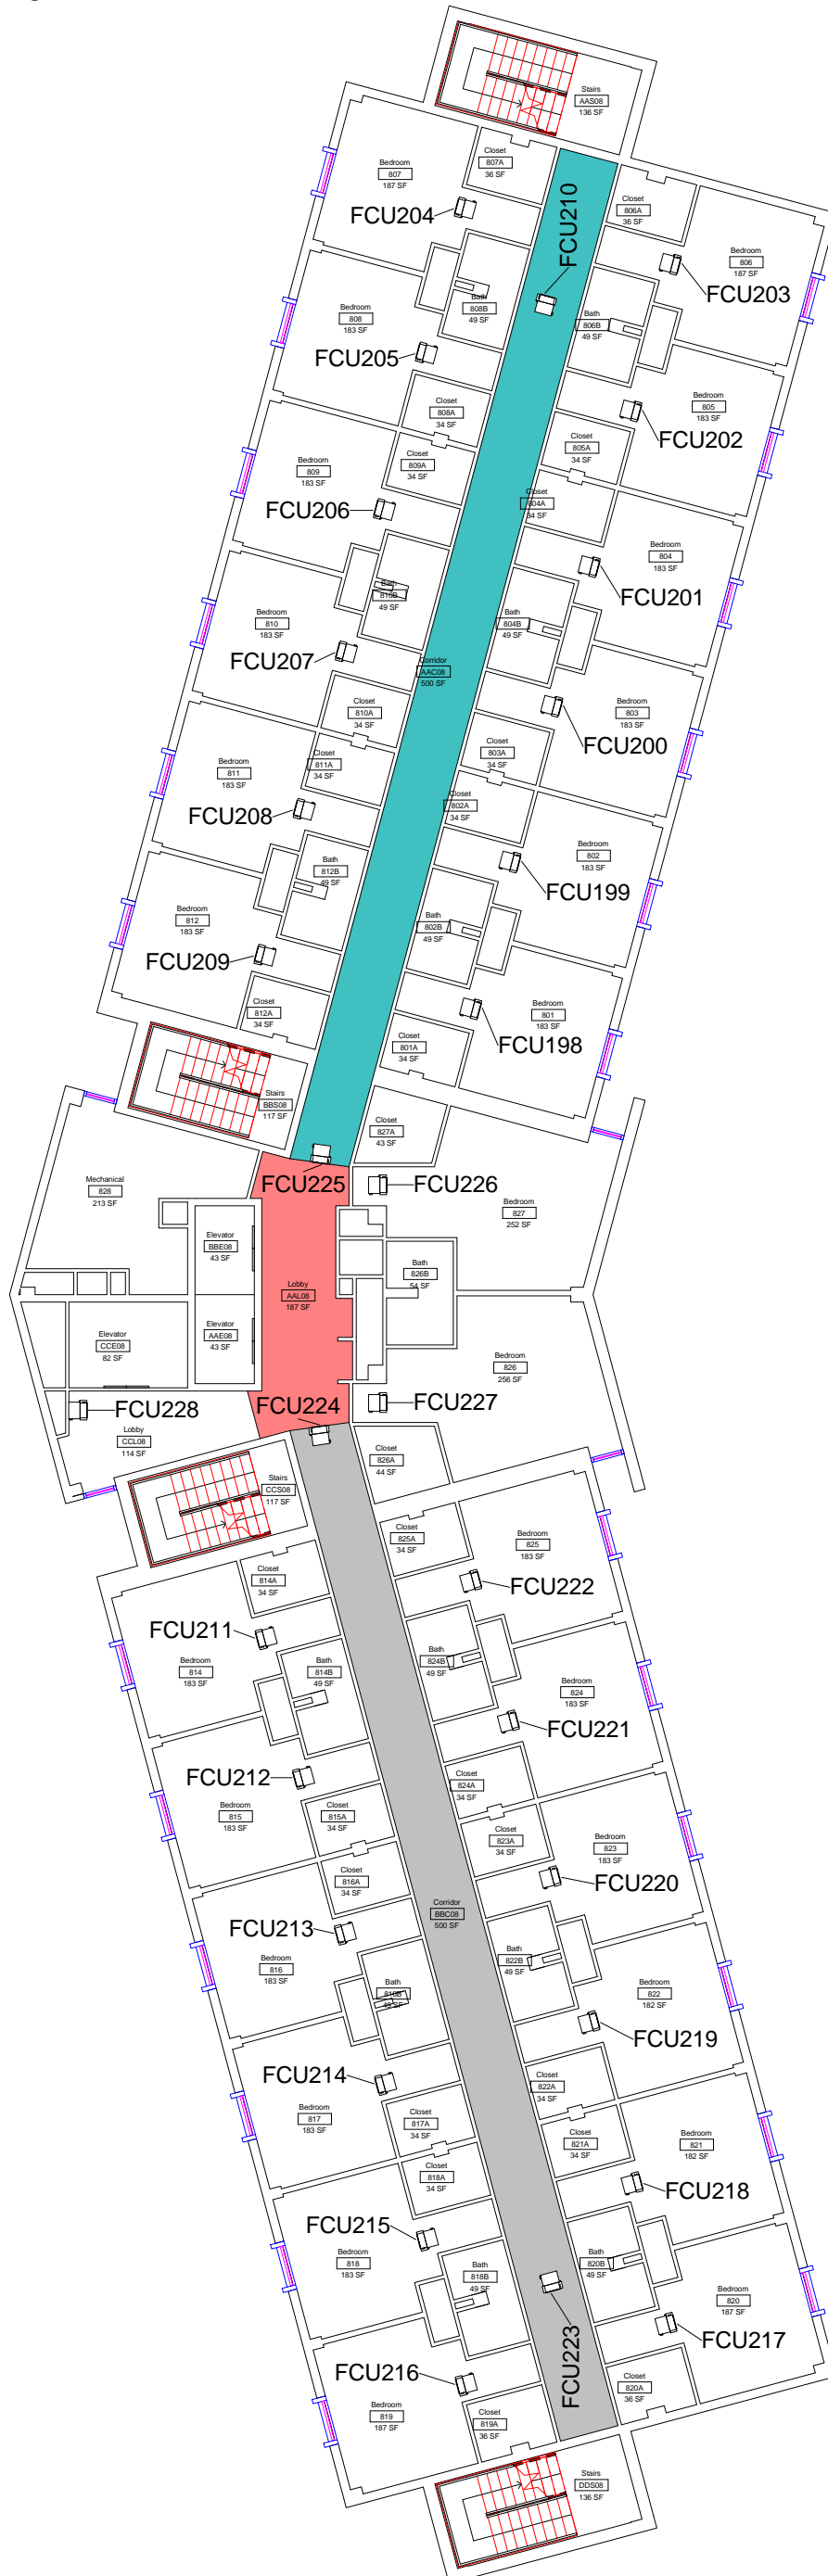 Stairs
AAS08
136 SF
Bedroom
807
187 SF
Closet
807A
36 SF
FCU204
FCU210
Closet
806A
36 SF
Bedroom
806
187 SF
FCU203
Bedroom
808
183 SF
Bath
808B
49 SF
Bath
806B
49 SF
FCU205
Closet
808A
34 SF
Bedroom
805
183 SF
FCU202
Closet
805A
34 SF
Bedroom
809
183 SF
Closet
809A
34 SF
FCU206
Closet
804A
34 SF
Bedroom
804
183 SF
FCU201
Bath
810B
49 SF
Bedroom
810
183 SF
FCU207
Bath
804B
49 SF
Corridor
AAC08
500 SF
Closet
810A
34 SF
Bedroom
803
183 SF
FCU200
Closet
803A
34 SF
Bedroom
811
183 SF
Closet
811A
34 SF
FCU208
Closet
802A
34 SF
Bedroom
802
183 SF
FCU199
Bath
812B
49 SF
Bedroom
812
183 SF
FCU209
Bath
802B
49 SF
Closet
812A
34 SF
Bedroom
801
183 SF
FCU198
Closet
801A
34 SF
Stairs
BBS08
117 SF
Closet
827A
43 SF
Mechanical
828
213 SF
FCU225
FCU226
Bedroom
827
252 SF
Elevator
BBE08
43 SF
Bath
826B
54 SF
Lobby
AAL08
187 SF
Elevator
CCE08
82 SF
Elevator
AAE08
43 SF
Bedroom
826
256 SF
FCU228
FCU224
FCU227
Lobby
CCL08
114 SF
Closet
826A
44 SF
Stairs
CCS08
117 SF
Closet
825A
34 SF
Bedroom
825
183 SF
Closet
814A
34 SF
FCU222
FCU211
Bedroom
814
183 SF
Bath
814B
49 SF
Bath
824B
49 SF
Bedroom
824
183 SF
FCU221
FCU212
Bedroom
815
183 SF
Closet
815A
34 SF
Closet
824A
34 SF
Closet
823A
34 SF
Bedroom
823
183 SF
Closet
816A
34 SF
FCU220
Corridor
BBC08
500 SF
FCU213
Bedroom
816
183 SF
Bath
816B
49 SF
Bath
822B
49 SF
Bedroom
822
182 SF
FCU219
FCU214
Bedroom
817
183 SF
Closet
817A
34 SF
Closet
822A
34 SF
Closet
821A
34 SF
Bedroom
821
182 SF
Closet
818A
34 SF
FCU218
FCU215
Bedroom
818
183 SF
Bath
818B
49 SF
Bath
820B
49 SF
Bedroom
820
187 SF
FCU217
FCU223
FCU216
Bedroom
819
187 SF
Closet
819A
36 SF
Closet
820A
36 SF
Stairs
DDS08
136 SF